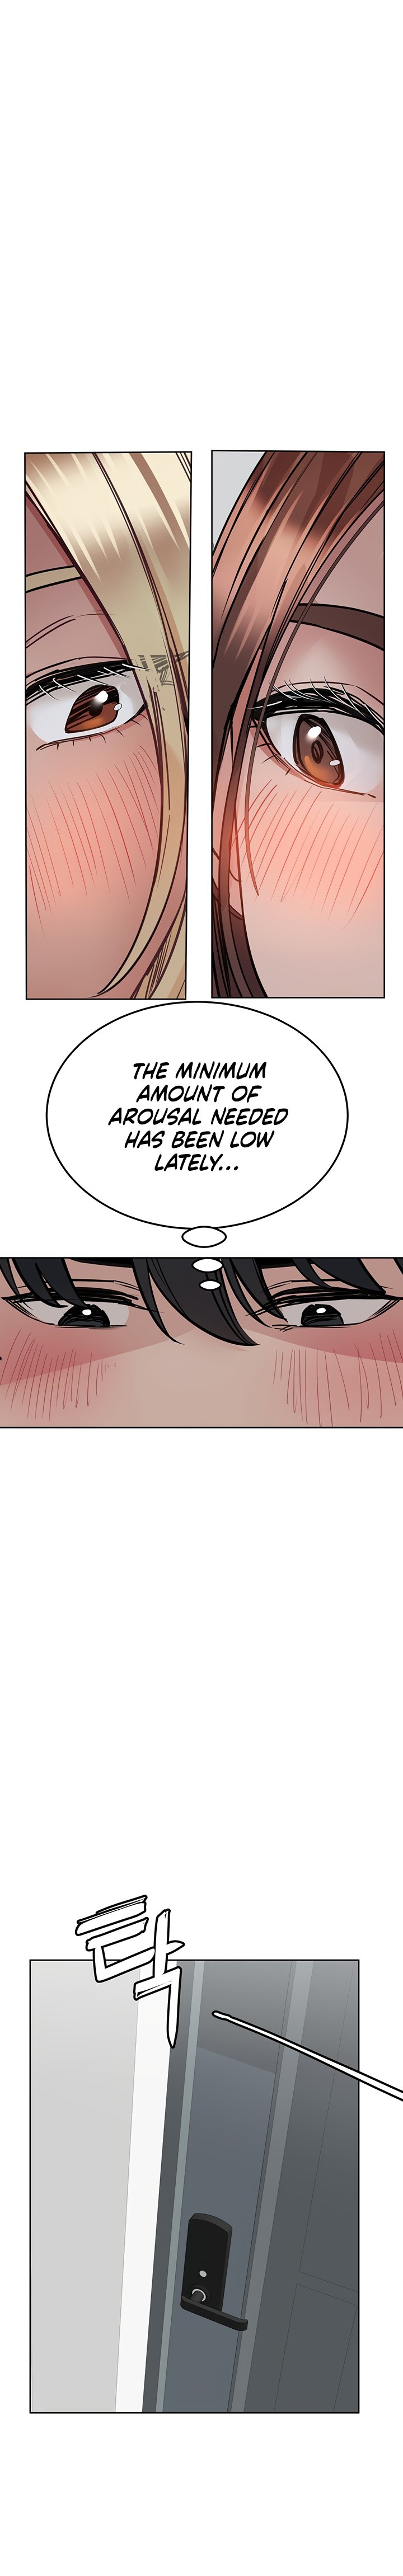 THE MINIMUM
AMOUNT OF
AROUSAL NEEDED
HAS BEEN LOW
LATELY...
탁